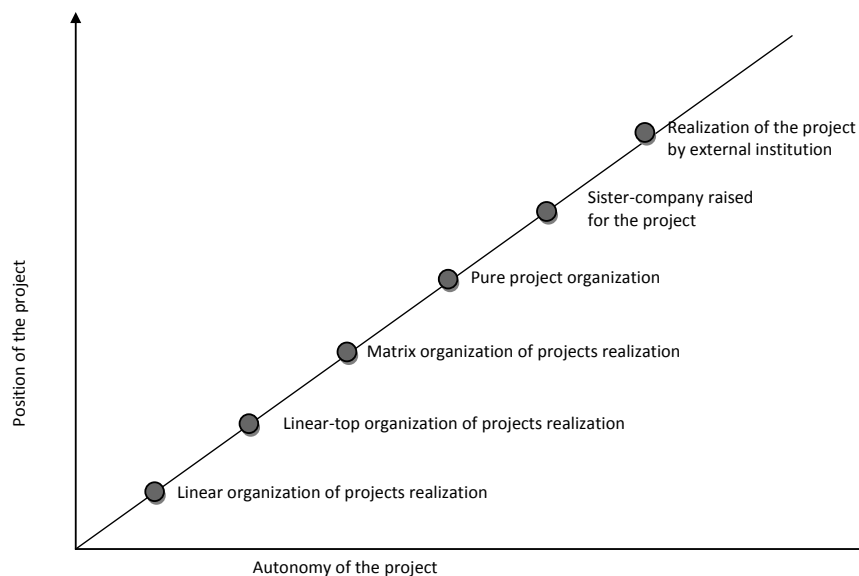 Realization of the project
by external institution
Sister-company raised
for the project
Pure project organization
Matrix organization of projects realization
Linear-top organization of projects realization
Linear organization of projects realization
Position of the project
Autonomy of the project